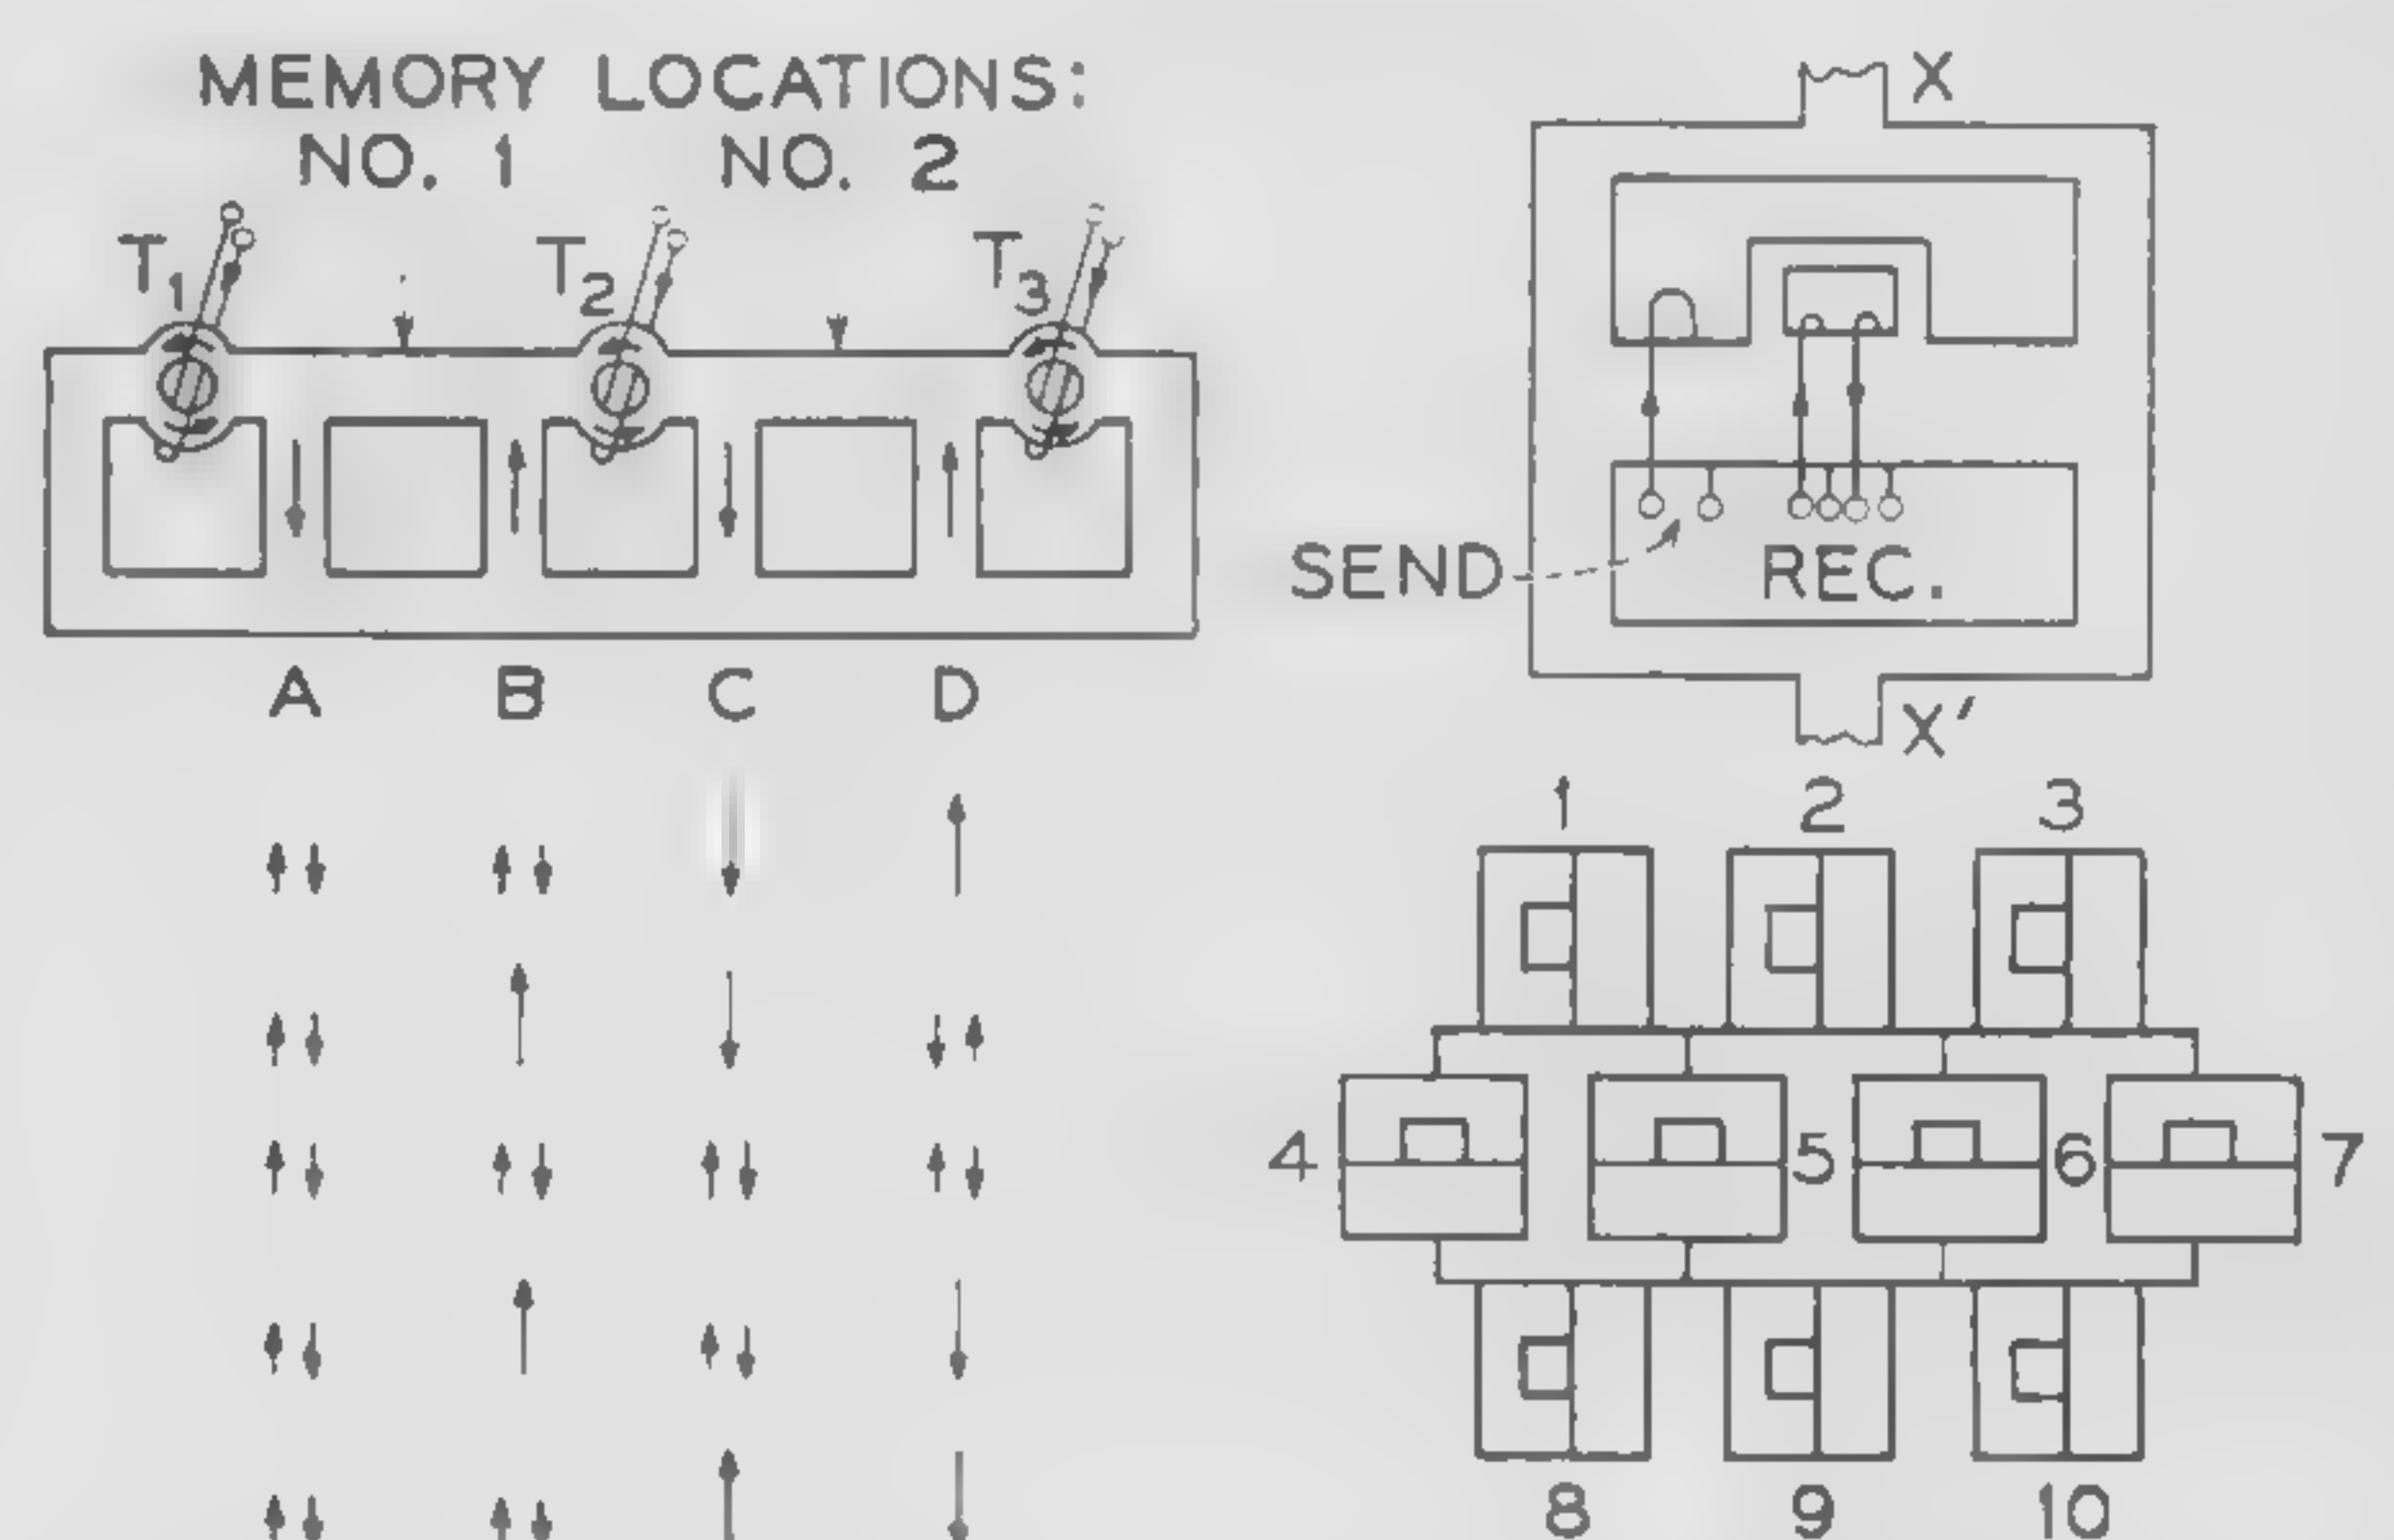 MEMORY LOCATIONS:
NO. 1 NO. 2
T1 T2 T3
A B C D
X
SEND REC.
X'
1 2 3
4 5 6 7
8 9 10